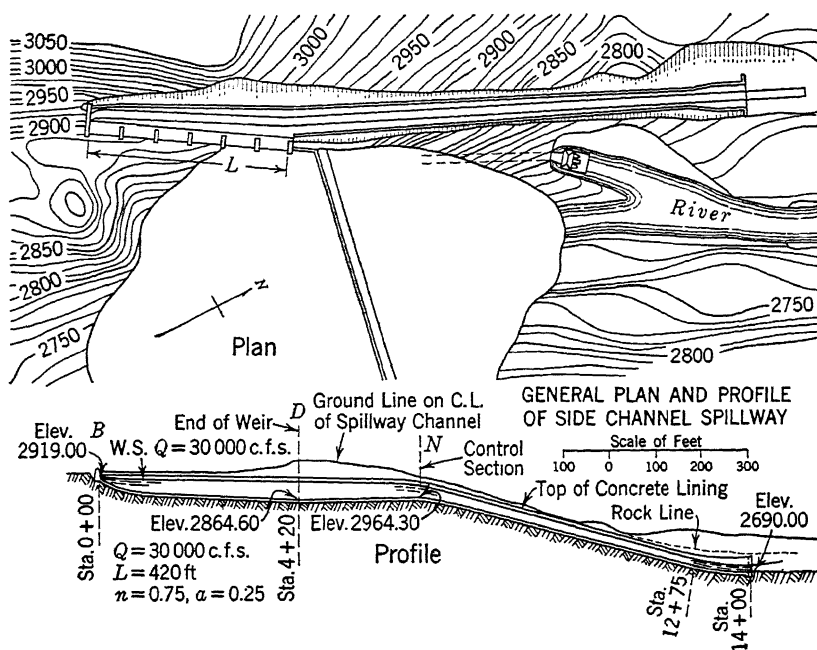 3050
3000
2950
2900
3000
2950
2900
2850
2800
L
River
2850
2800
2750
N
Plan
2750
2800
GENERAL PLAN AND PROFILE
OF SIDE CHANNEL SPILLWAY
Scale of Feet
100 0 100 200 300
Elev.
2919.00
B
W.S. Q = 30 000 c.f.s.
End of Weir
D
Ground Line on C.L.
of Spillway Channel
N
Control
Section
Top of Concrete Lining
Rock Line
Elev.
2690.00
Elev. 2864.60
Elev. 2964.30
Sta. 0 + 00
Q = 30 000 c.f.s.
L = 420 ft
n = 0.75, a = 0.25
Sta. 4 + 20
Profile
Sta.
12 + 75
Sta.
14 + 00